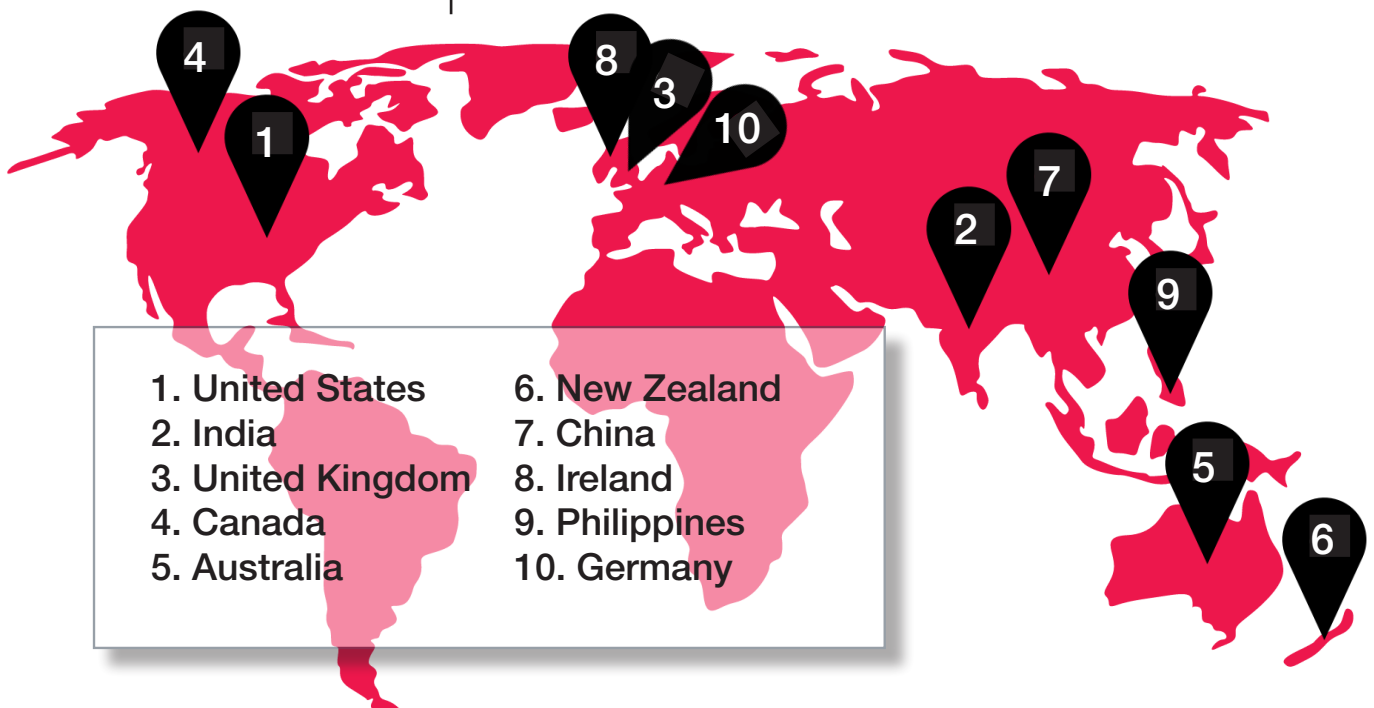 4
8
3
10
1
7
2
9
1. United States
2. India
3. United Kingdom
4. Canada
5. Australia
6. New Zealand
7. China
8. Ireland
9. Philippines
10. Germany
5
6